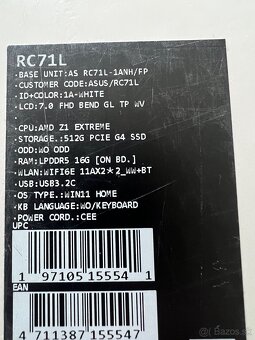 RC71L
·BASE UNIT:AS RC71L-1ANH/FP
·CUSTOMER CODE:ASUS/RC71L
·ID+COLOR:1A-WHITE
·LCD:7.0 FHD BEND GL TP WV
·CPU:AMD Z1 EXTREME
·STORAGE.:512G PCIE G4 SSD
·ODD:WO ODD
·RAM:LPDDR5 16G [ON BD.]
·WLAN:WIFI6E 11AX2*2_WW+BT
·USB:USB3.2C
·OS TYPE.:WIN11 HOME
·KB LANGUAGE:WO/KEYBOARD
·POWER CORD.:CEE
UPC
1 97105 15554 1
EAN
4 711387 155547